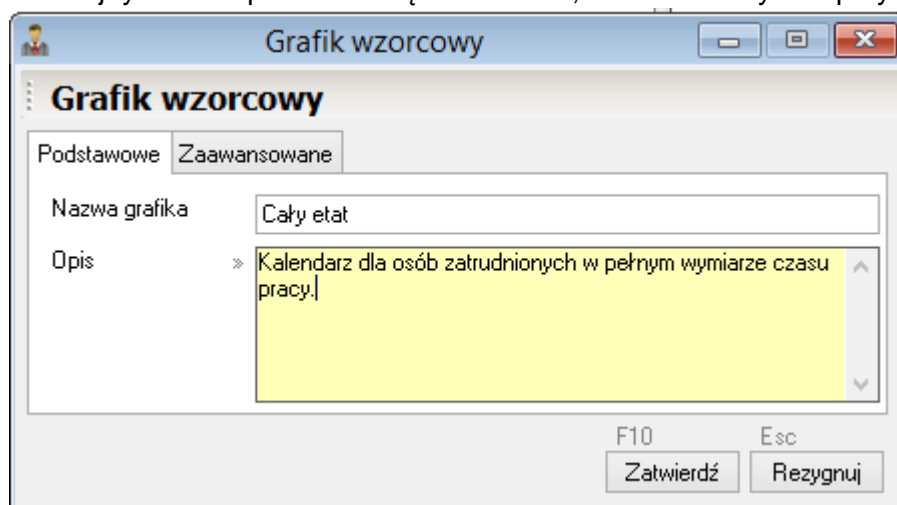 Grafik wzorcowy
Grafik wzorcowy
Podstawowe Zaawansowane
Nazwa grafika Cały etat
Opis » Kalendarz dla osób zatrudnionych w pełnym wymiarze czasu
pracy.
F10 Esc
Zatwierdź Rezygnuj